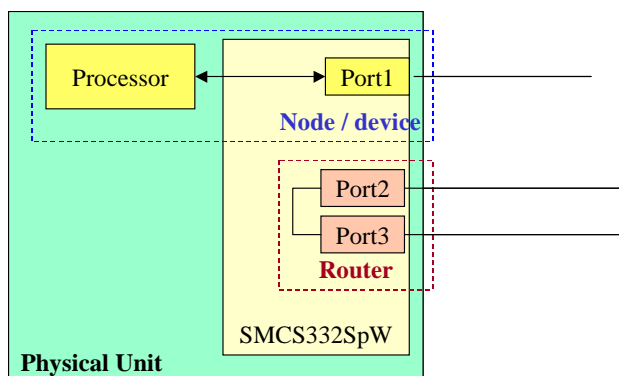 Processor
Port1
Node / device
Port2
Port3
Router
SMCS332SpW
Physical Unit